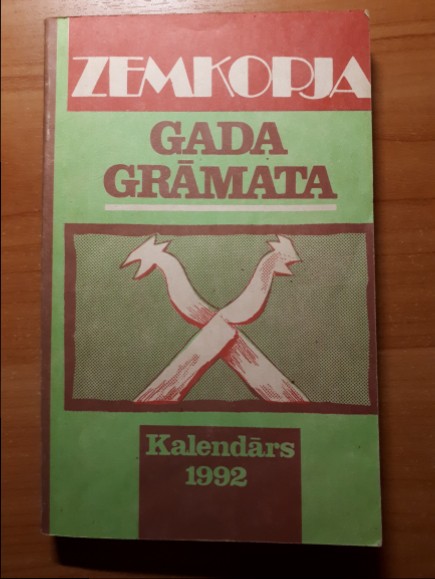 ZEMKOPJA
GADA
GRĀMATA
Kalendārs
1992